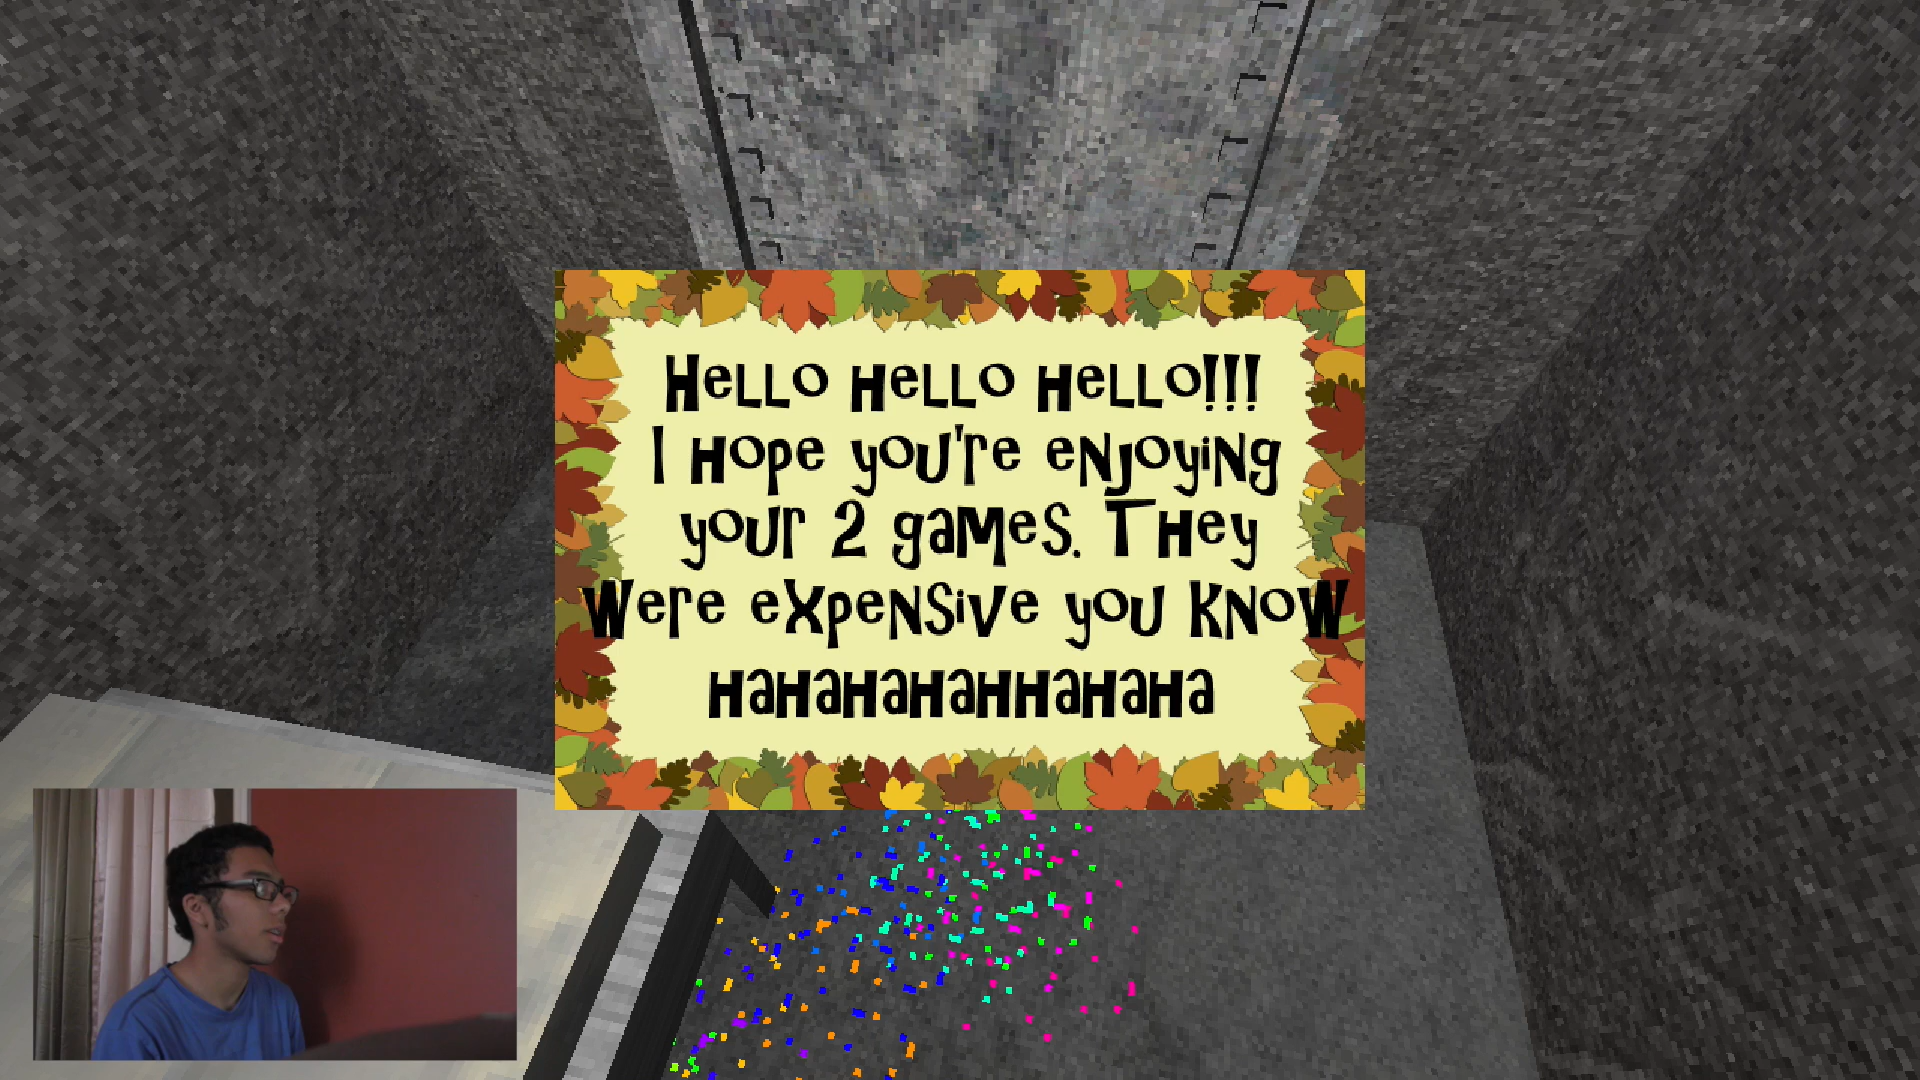 Hello hello hello!!!
I hope you're enjoying
your 2 games. They
were expensive you know
hahahahahhahaha